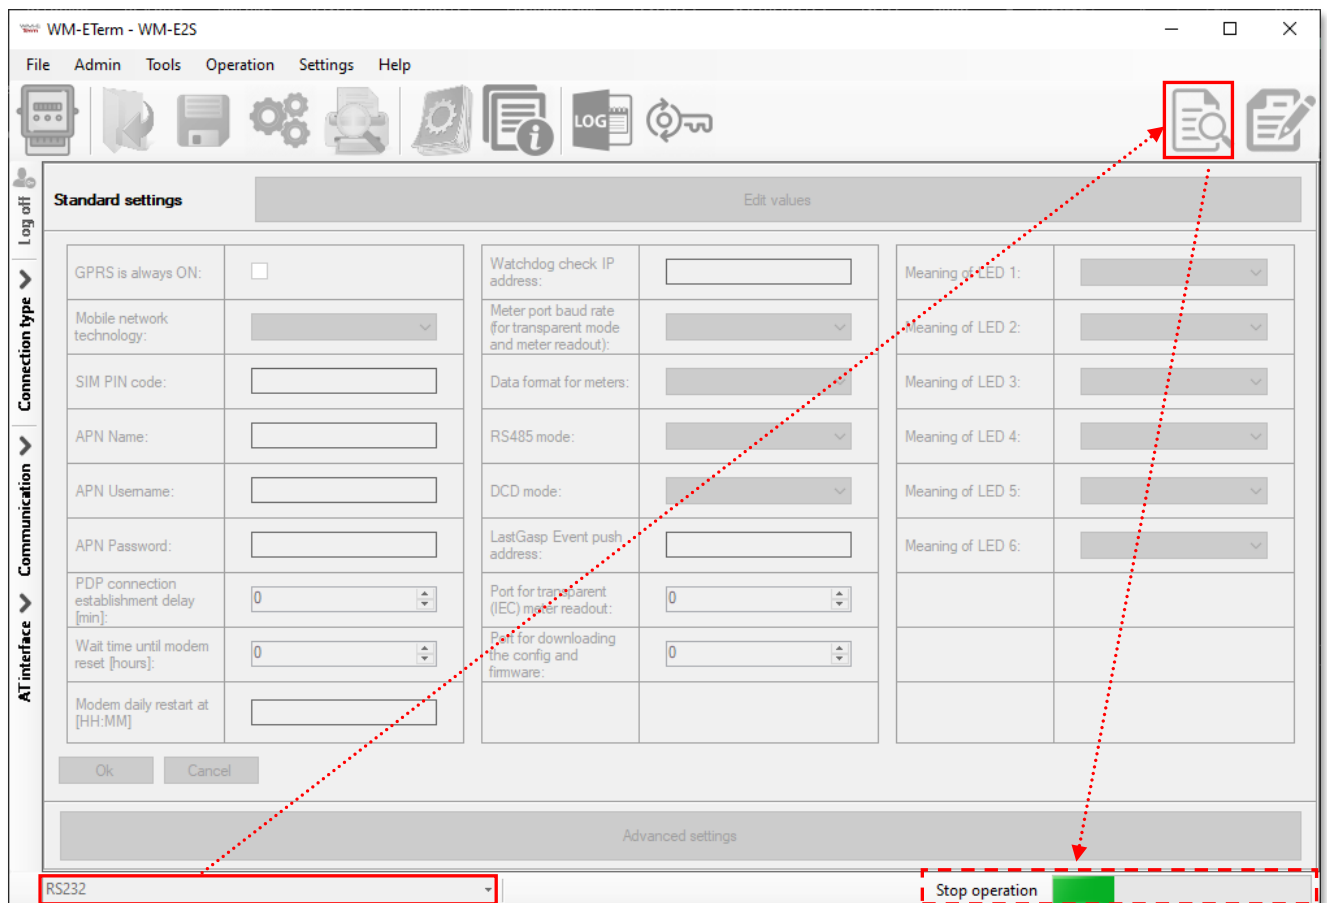 WM-ETerm - WM-E2S
File Admin Tools Operation Settings Help
LOG
Log off
Connection type
Communication
AT interface
Standard settings
Edit values
GPRS is always ON:
Mobile network
technology:
SIM PIN code:
APN Name:
APN Username:
APN Password:
PDP connection
establishment delay
[min]:
0
Wait time until modem
reset [hours]:
0
Modem daily restart at
[HH:MM]
Watchdog check IP
address:
Meter port baud rate
(for transparent mode
and meter readout):
Data format for meters:
RS485 mode:
DCD mode:
LastGasp Event push
address:
Port for transparent
(IEC) meter readout:
0
Port for downloading
the config and
firmware:
0
Meaning of LED 1:
Meaning of LED 2:
Meaning of LED 3:
Meaning of LED 4:
Meaning of LED 5:
Meaning of LED 6:
Ok Cancel
Advanced settings
RS232
Stop operation